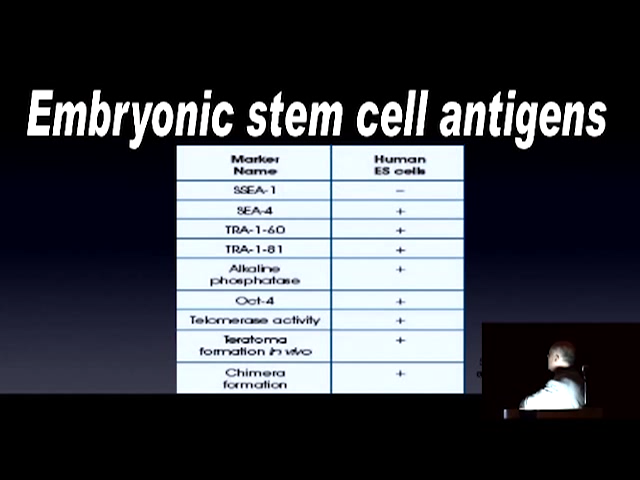 Embryonic stem cell antigens
Marker Name Human ES cells
SSEA-1 –
SEA-4 +
TRA-1-60 +
TRA-1-81 +
Alkaline phosphatase +
Oct-4 +
Telomerase activity +
Teratoma formation in vivo +
Chimera formation +